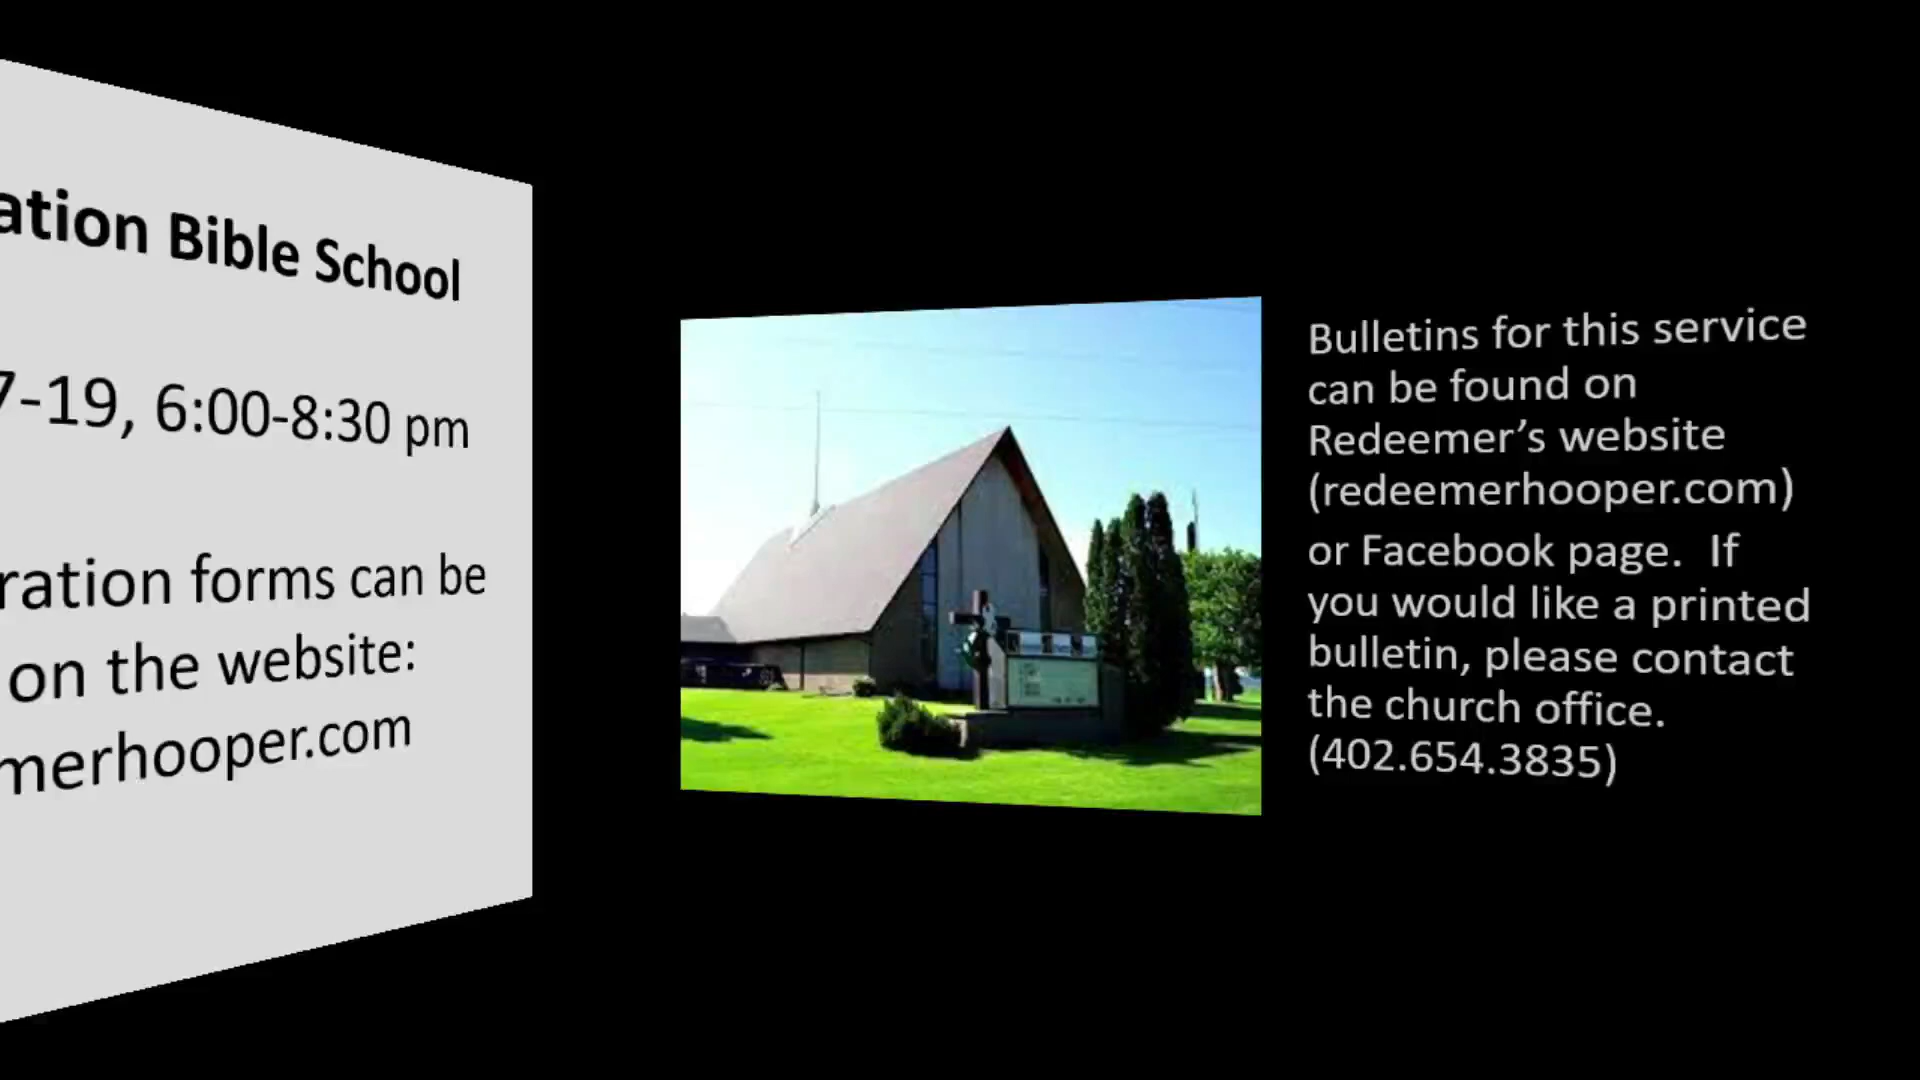 ation Bible School
7-19, 6:00-8:30 pm
ration forms can be
on the website:
merhooper.com
Bulletins for this service
can be found on
Redeemer’s website
(redeemerhooper.com)
or Facebook page. If
you would like a printed
bulletin, please contact
the church office.
(402.654.3835)